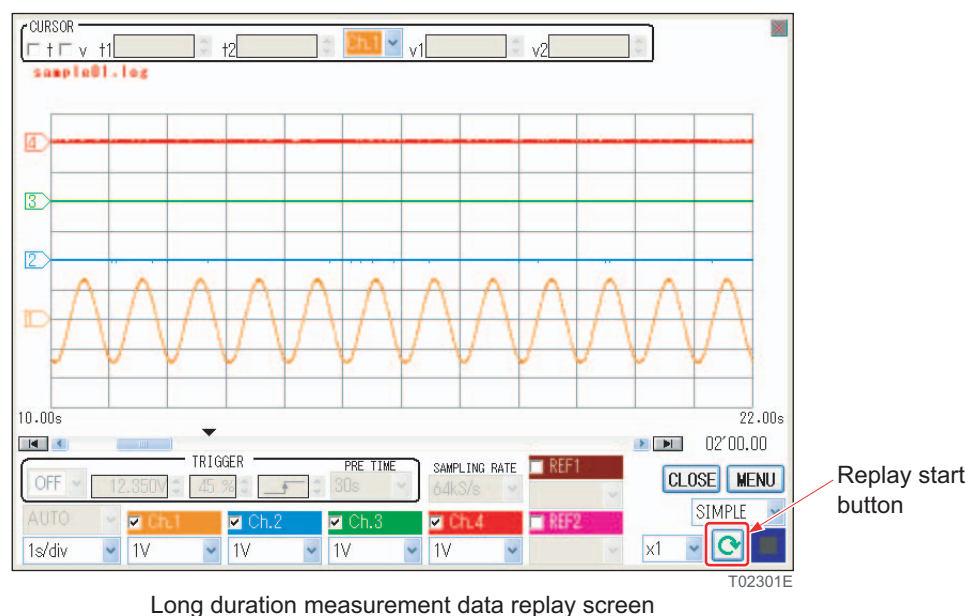 CURSOR
t v t1 t2 Ch.1 v1 v2
sample01.log
4
3
2
1
10.00s 22.00s
02'00.00
TRIGGER PRE TIME SAMPLING RATE REF1
OFF 12.350V 45 % 30s 64kS/s CLOSE MENU
AUTO Ch.1 Ch.2 Ch.3 Ch.4 REF2 SIMPLE
1s/div 1V 1V 1V 1V x1
Replay start
button
T02301E
Long duration measurement data replay screen